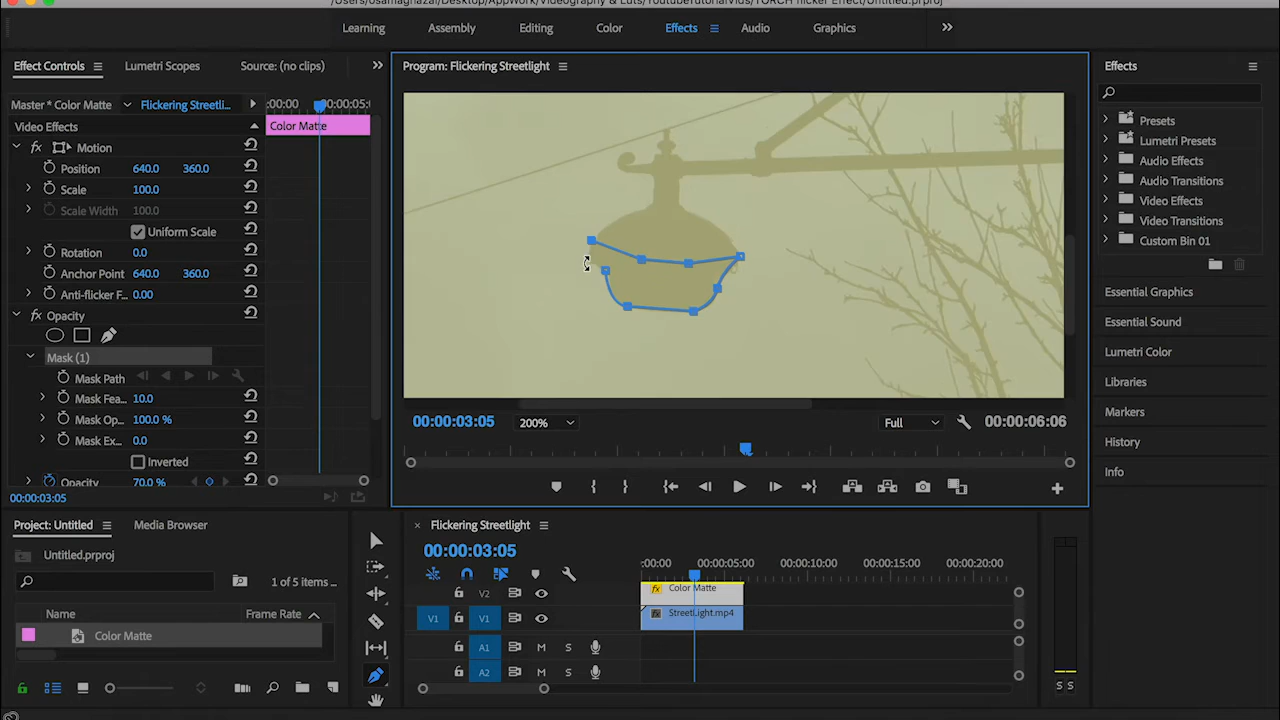 /Users/osamaghazal/Desktop/AppWork/Videography & Luts/YoutubeTutorialVids/TORCH flicker Effect/Untitled.prproj
Learning Assembly Editing Color Effects Audio Graphics
Effect Controls Lumetri Scopes Source: (no clips)
Program: Flickering Streetlight
Effects
Master * Color Matte Flickering Streetli... :00:00 00:00:05:0
Video Effects
Color Matte
Motion
Position 640.0 360.0
Scale 100.0
Scale Width 100.0
Uniform Scale
Rotation 0.0
Anchor Point 640.0 360.0
Anti-flicker F... 0.00
Opacity
Mask (1)
Mask Path
Mask Fea... 10.0
Mask Op... 100.0 %
Mask Ex... 0.0
Inverted
Opacity 70.0 %
00:00:03:05
00:00:03:05 200% Full 00:00:06:06
Presets
Lumetri Presets
Audio Effects
Audio Transitions
Video Effects
Video Transitions
Custom Bin 01
Essential Graphics
Essential Sound
Lumetri Color
Libraries
Markers
History
Info
Project: Untitled Media Browser
Untitled.prproj
1 of 5 items ...
Name Frame Rate
Color Matte
Flickering Streetlight
00:00:03:05
:00:00 00:00:05:00 00:00:10:00 00:00:15:00 00:00:20:00
V2 fx Color Matte
V1 V1 fx StreetLight.mp4
A1 M S
A2 M S
S S